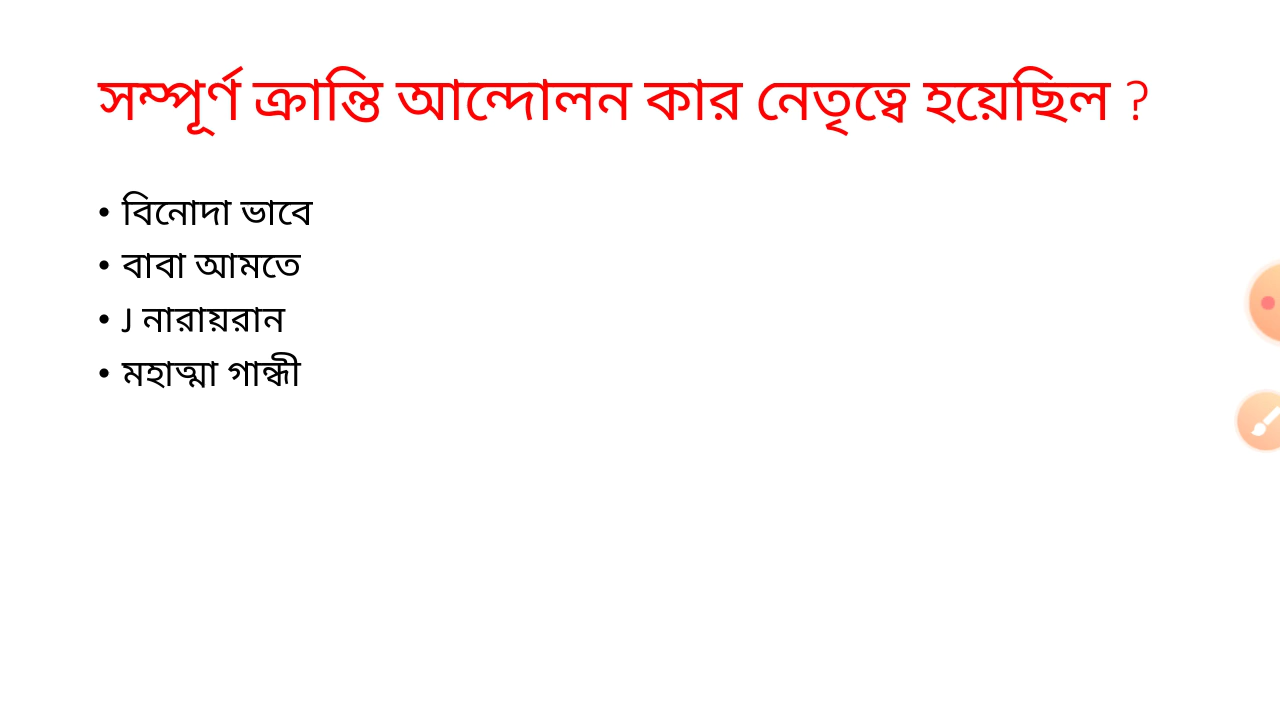 সম্পূর্ণ ক্রান্তি আন্দোলন কার নেতৃত্বে হয়েছিল ?
• বিনোদা ভাবে
• বাবা আমতে
• J নারায়রান
• মহাত্মা গান্ধী